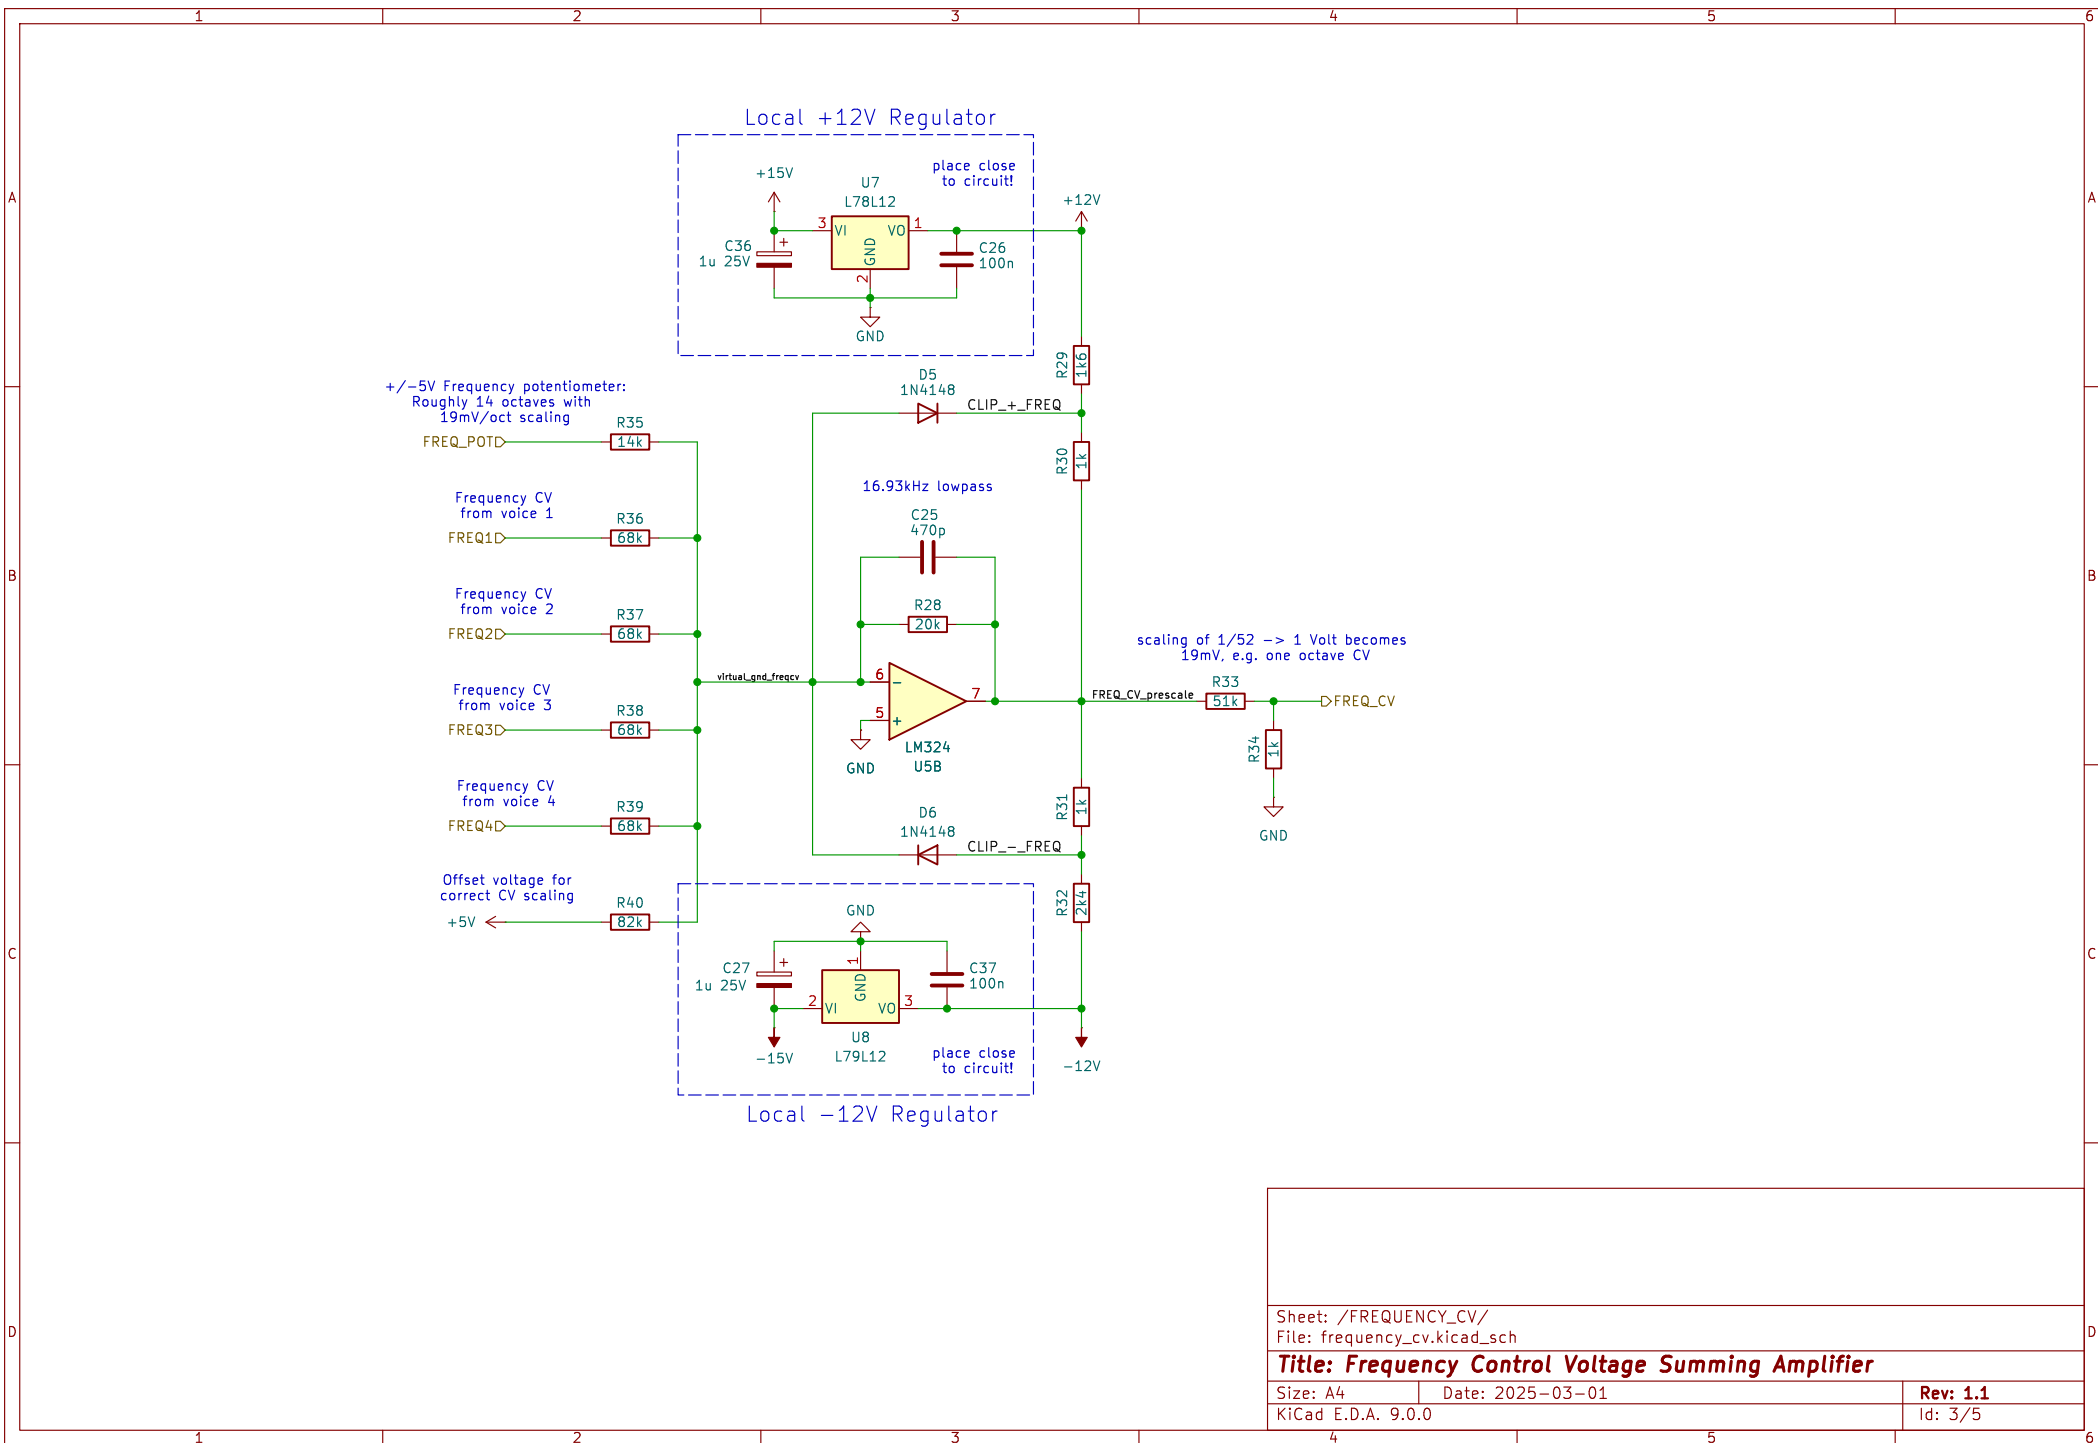 1 2 3 4 5 6
Local +12V Regulator
place close
to circuit!
+15V
U7
L78L12
A
A
+12V
3
VI
VO
1
GND
2
C36
1u 25V
+
C26
100n
GND
R29
1k6
D5
1N4148
CLIP_+_FREQ
+/-5V Frequency potentiometer:
Roughly 14 octaves with
19mV/oct scaling
R35
FREQ_POT
14k
R30
1k
16.93kHz lowpass
Frequency CV
from voice 1
R36
FREQ1
68k
C25
470p
B
B
Frequency CV
from voice 2
R37
FREQ2
68k
R28
20k
scaling of 1/52 -> 1 Volt becomes
19mV, e.g. one octave CV
virtual_gnd_freqcv
6
-
7
5
+
LM324
U5B
GND
FREQ_CV_prescale
R33
51k
FREQ_CV
R34
1k
GND
Frequency CV
from voice 3
R38
FREQ3
68k
Frequency CV
from voice 4
R39
FREQ4
68k
R31
1k
D6
1N4148
CLIP_-_FREQ
Offset voltage for
correct CV scaling
R40
+5V
82k
R32
2k4
GND
C
C
C27
1u 25V
+
1
GND
2
VI
VO
3
C37
100n
U8
L79L12
-15V
place close
to circuit!
-12V
Local -12V Regulator
D
D
Sheet: /FREQUENCY_CV/
File: frequency_cv.kicad_sch
Title: Frequency Control Voltage Summing Amplifier
Size: A4
Date: 2025-03-01
Rev: 1.1
KiCad E.D.A. 9.0.0
Id: 3/5
1 2 3 4 5 6